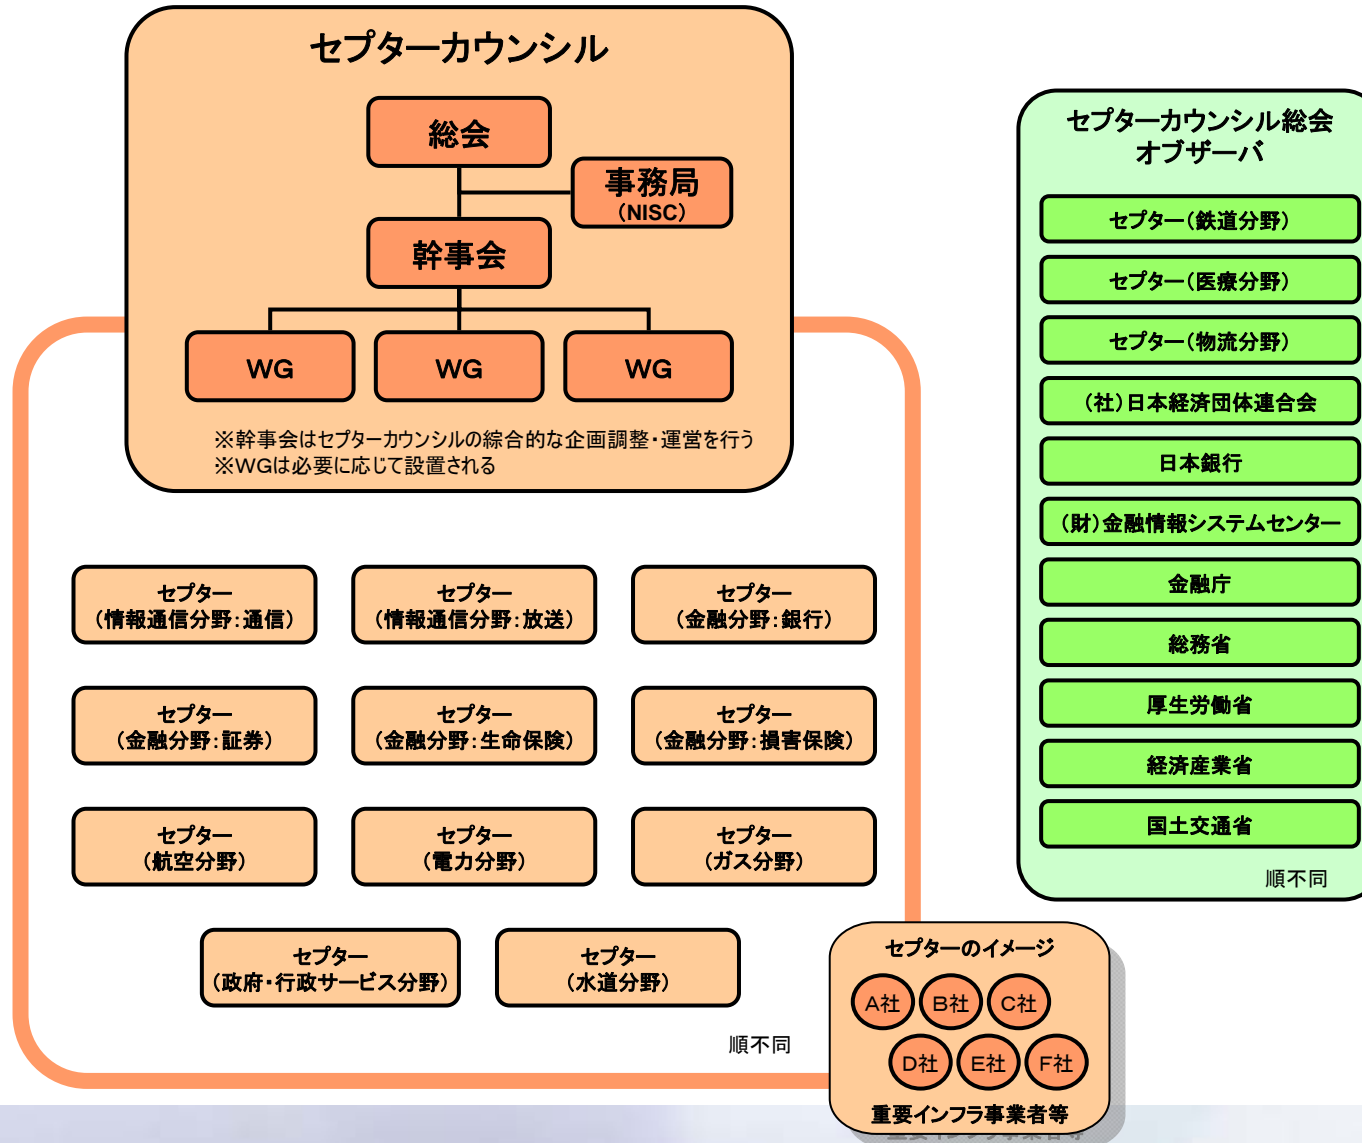 セプターカウンシル
総会
事務局
（NISC）
幹事会
WG
WG
WG
※幹事会はセプターカウンシルの綜合的な企画調整・運営を行う
※WGは必要に応じて設置される
セプター
（情報通信分野：通信）
セプター
（情報通信分野：放送）
セプター
（金融分野：銀行）
セプター
（金融分野：証券）
セプター
（金融分野：生命保険）
セプター
（金融分野：損害保険）
セプター
（航空分野）
セプター
（電力分野）
セプター
（ガス分野）
セプター
（政府・行政サービス分野）
セプター
（水道分野）
順不同
セプターのイメージ
A社
B社
C社
D社
E社
F社
重要インフラ事業者等
セプターカウンシル総会
オブザーバ
セプター（鉄道分野）
セプター（医療分野）
セプター（物流分野）
（社）日本経済団体連合会
日本銀行
（財）金融情報システムセンター
金融庁
総務省
厚生労働省
経済産業省
国土交通省
順不同